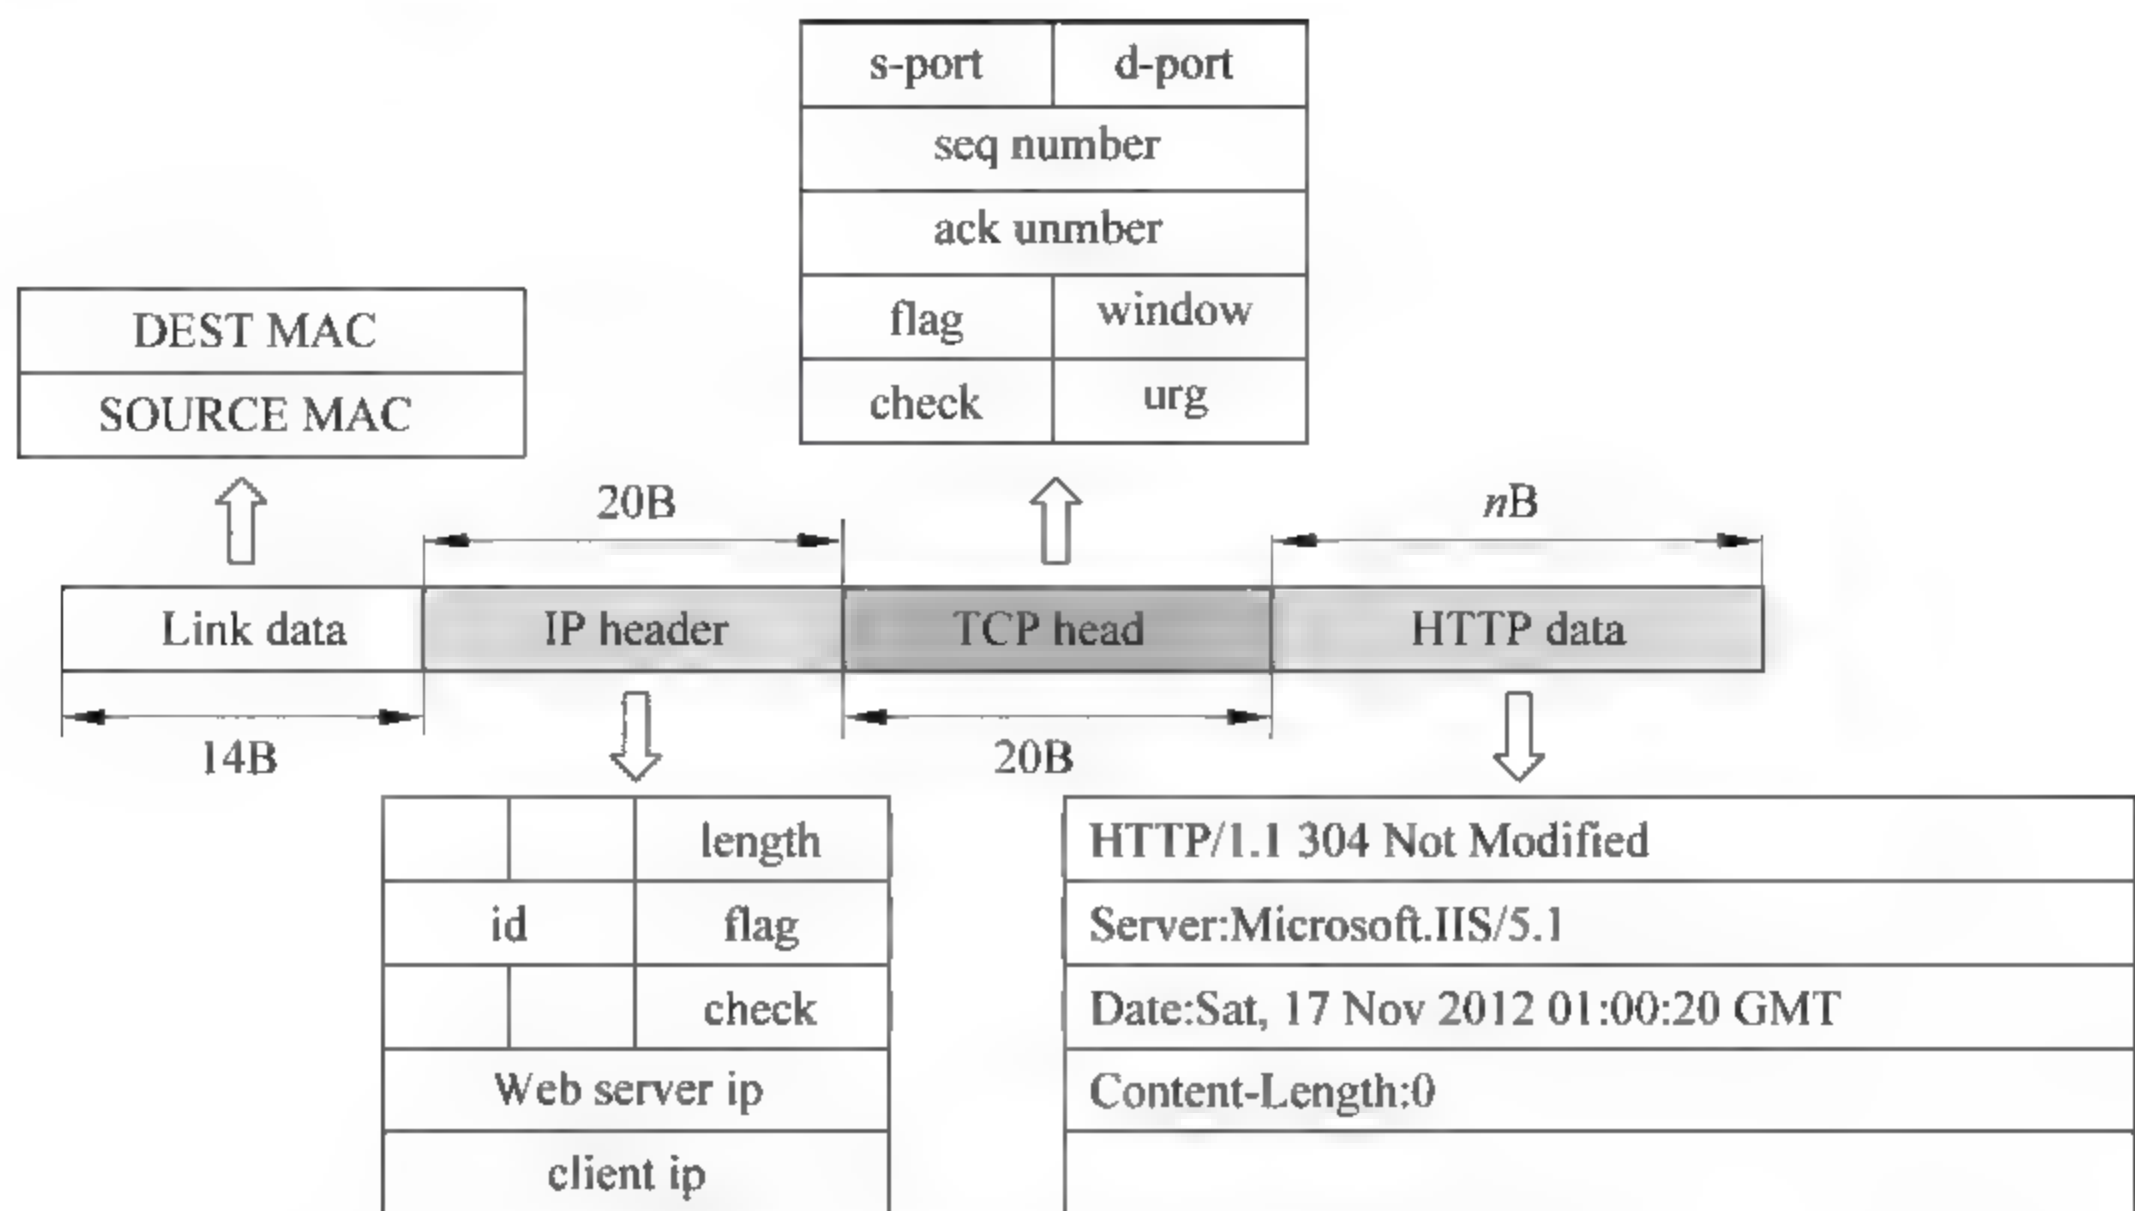 s-port d-port
seq number
ack unmber
flag window
check urg
DEST MAC
SOURCE MAC
20B
nB
Link data IP header TCP head HTTP data
14B
20B
length
id flag
check
Web server ip
client ip
HTTP/1.1 304 Not Modified
Server:Microsoft.IIS/5.1
Date:Sat, 17 Nov 2012 01:00:20 GMT
Content-Length:0